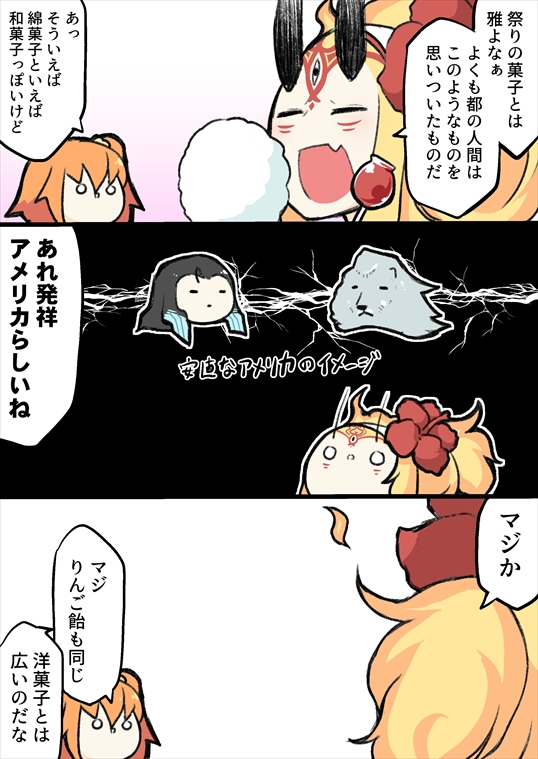 祭りの菓子とは
雅よなぁ
よくも都の人間は
このようなものを
思いついたものだ
あっ
そういえば
綿菓子といえば
和菓子っぽいけど
あれ発祥
アメリカらしいね
安直なアメリカのイメージ
マジか
マジ
りんご飴も同じ
洋菓子とは
広いのだな